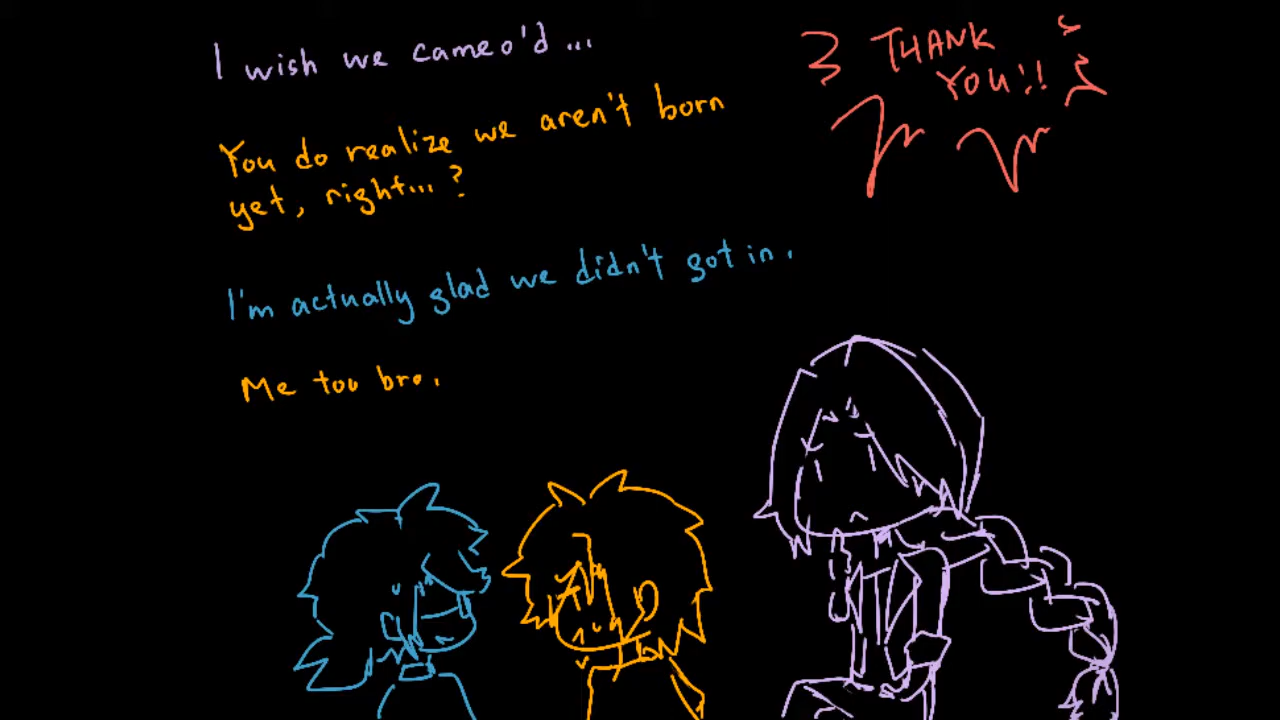 I wish we cameo'd...
THANK
YOU!!
You do realize we aren't born
yet, right...?
I'm actually glad we didn't got in.
Me too bro.